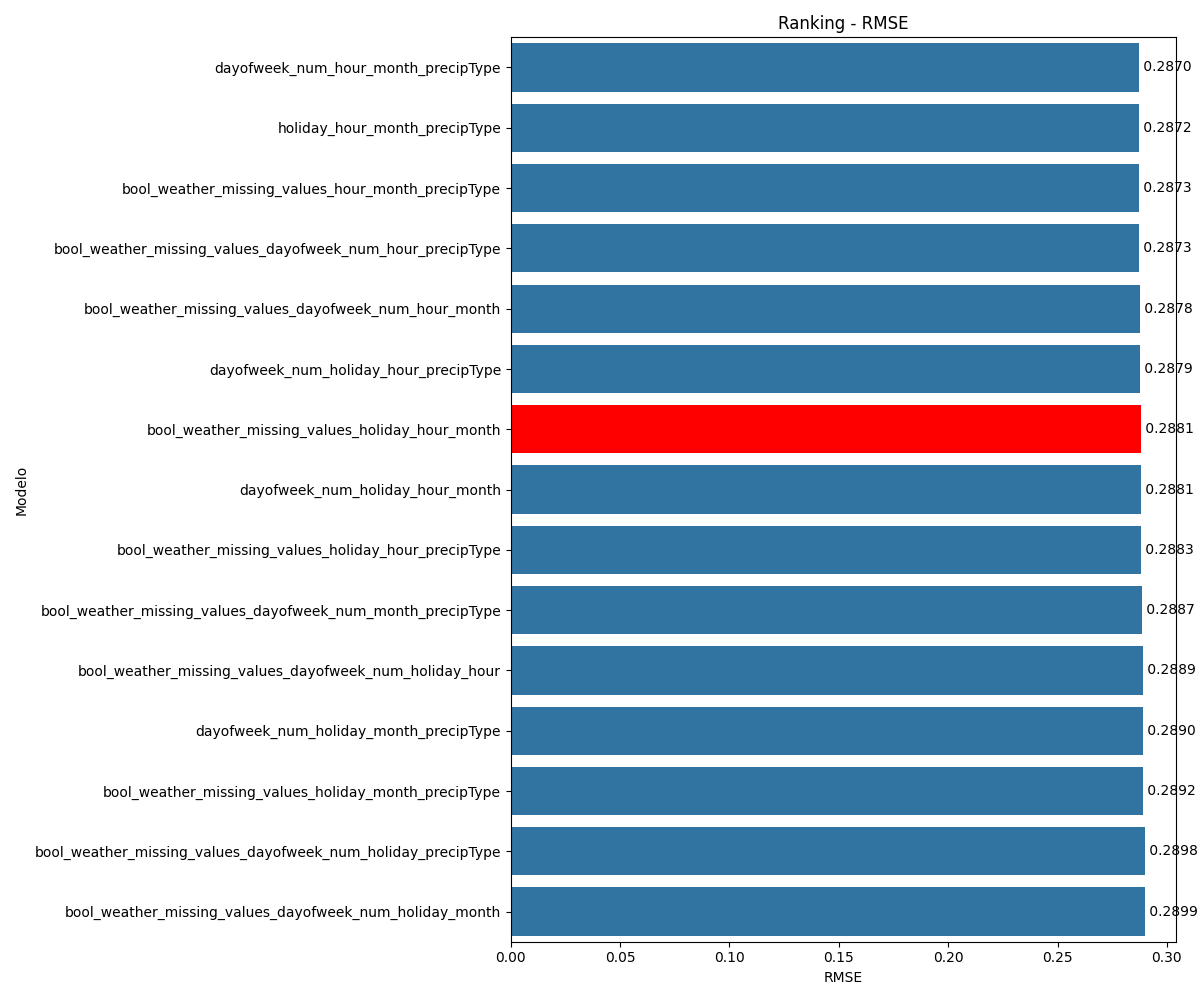 Ranking - RMSE
dayofweek_num_hour_month_precipType 0.2870
holiday_hour_month_precipType 0.2872
bool_weather_missing_values_hour_month_precipType 0.2873
bool_weather_missing_values_dayofweek_num_hour_precipType 0.2873
bool_weather_missing_values_dayofweek_num_hour_month 0.2878
dayofweek_num_holiday_hour_precipType 0.2879
bool_weather_missing_values_holiday_hour_month 0.2881
dayofweek_num_holiday_hour_month 0.2881
bool_weather_missing_values_holiday_hour_precipType 0.2883
bool_weather_missing_values_dayofweek_num_month_precipType 0.2887
bool_weather_missing_values_dayofweek_num_holiday_hour 0.2889
dayofweek_num_holiday_month_precipType 0.2890
bool_weather_missing_values_holiday_month_precipType 0.2892
bool_weather_missing_values_dayofweek_num_holiday_precipType 0.2898
bool_weather_missing_values_dayofweek_num_holiday_month 0.2899
Modelo
0.00 0.05 0.10 0.15 0.20 0.25 0.30
RMSE